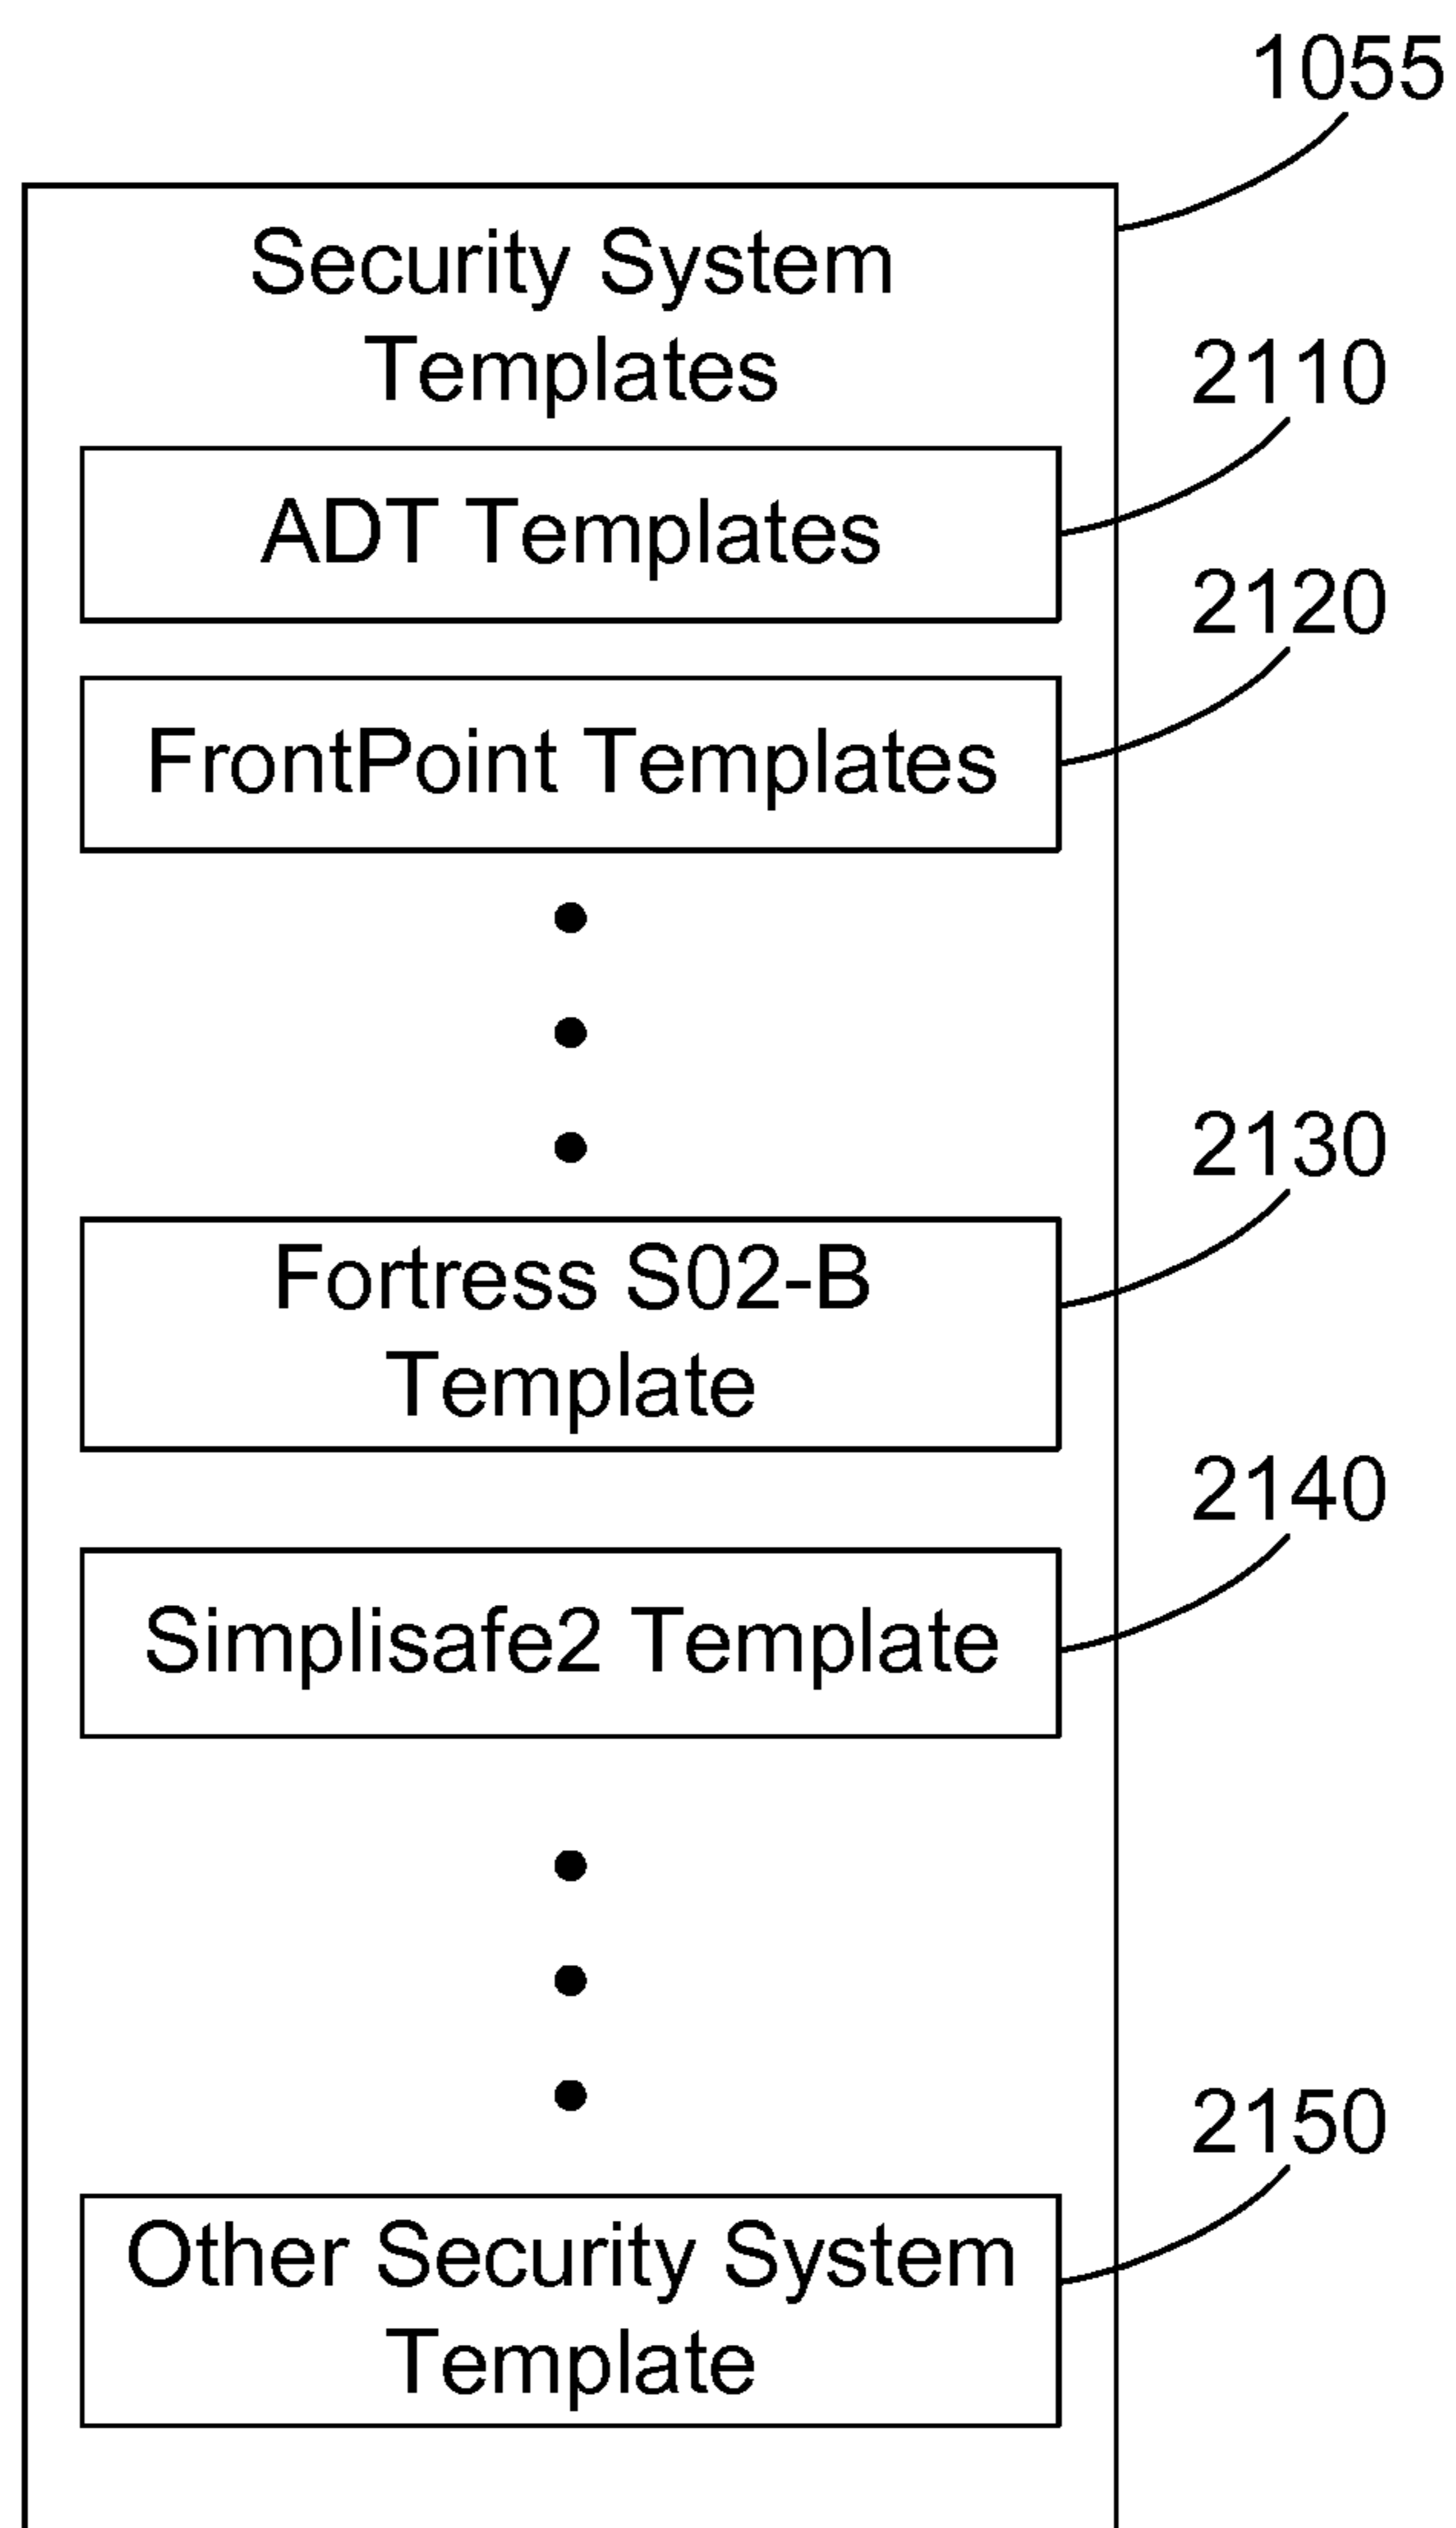 1055
Security System
Templates
2110
ADT Templates
2120
FrontPoint Templates
2130
Fortress S02-B
Template
2140
Simplisafe2 Template
2150
Other Security System
Template